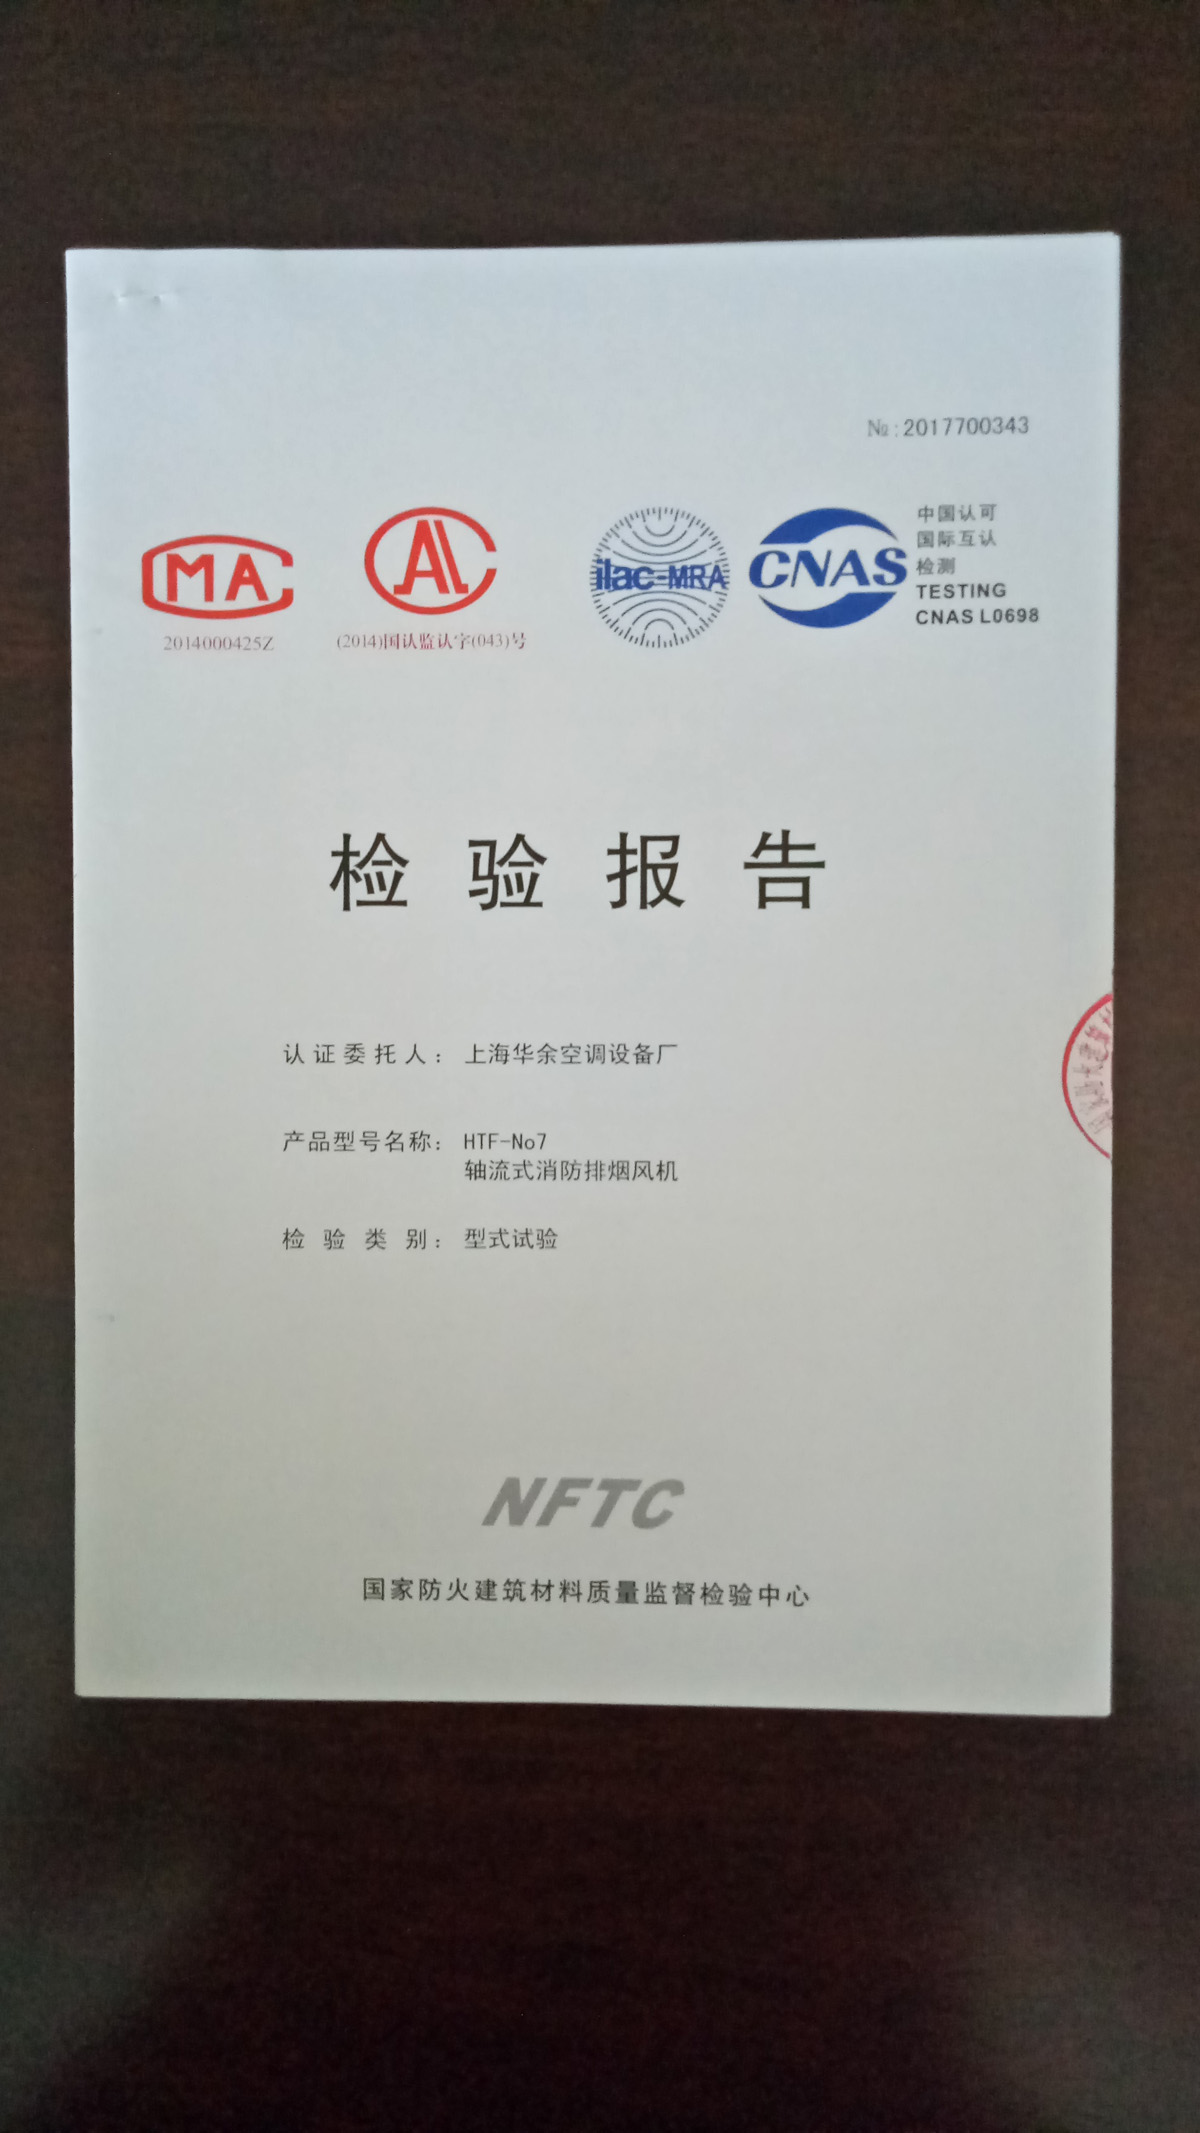 №:2017700343
MA
2014000425Z
AL
(2014)国认监认字(043)号
ilac-MRA
CNAS
中国认可
国际互认
检测
TESTING
CNAS L0698
检验报告
认证委托人： 上海华余空调设备厂
产品型号名称： HTF-No7
轴流式消防排烟风机
检验类别： 型式试验
NFTC
国家防火建筑材料质量监督检验中心